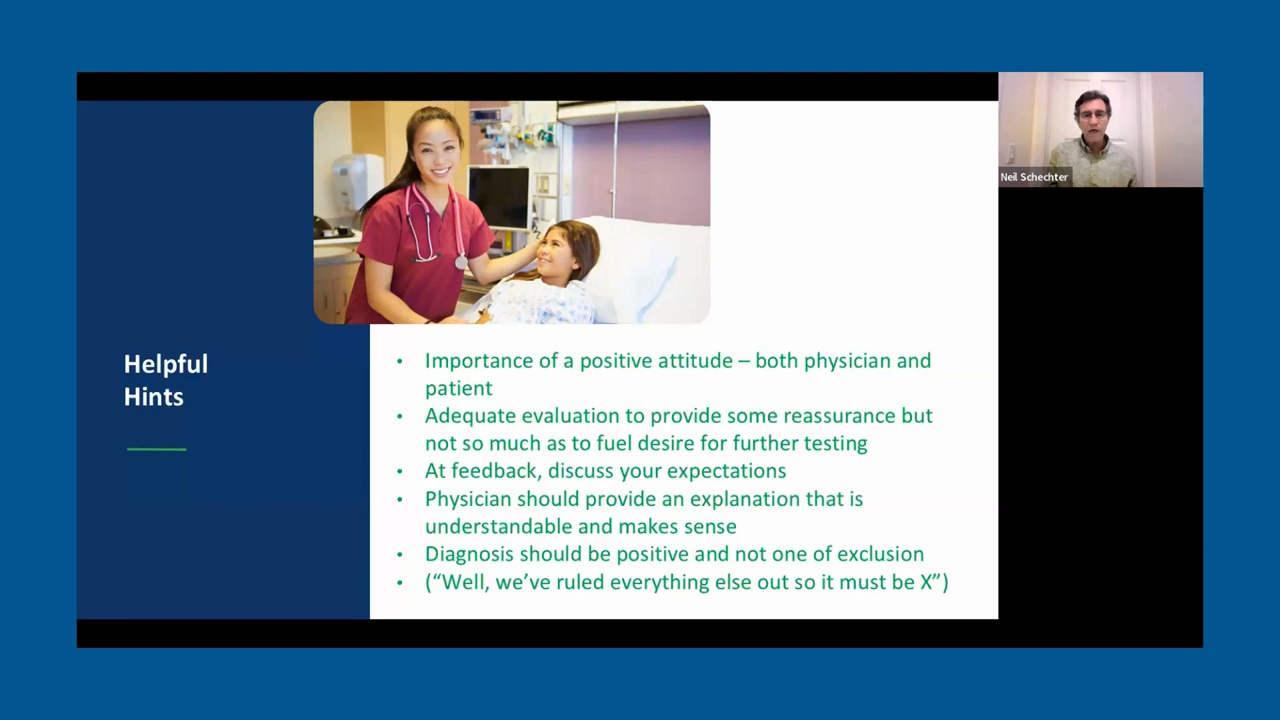 Neil Schechter
Helpful
Hints
• Importance of a positive attitude – both physician and
patient
• Adequate evaluation to provide some reassurance but
not so much as to fuel desire for further testing
• At feedback, discuss your expectations
• Physician should provide an explanation that is
understandable and makes sense
• Diagnosis should be positive and not one of exclusion
• (“Well, we’ve ruled everything else out so it must be X”)